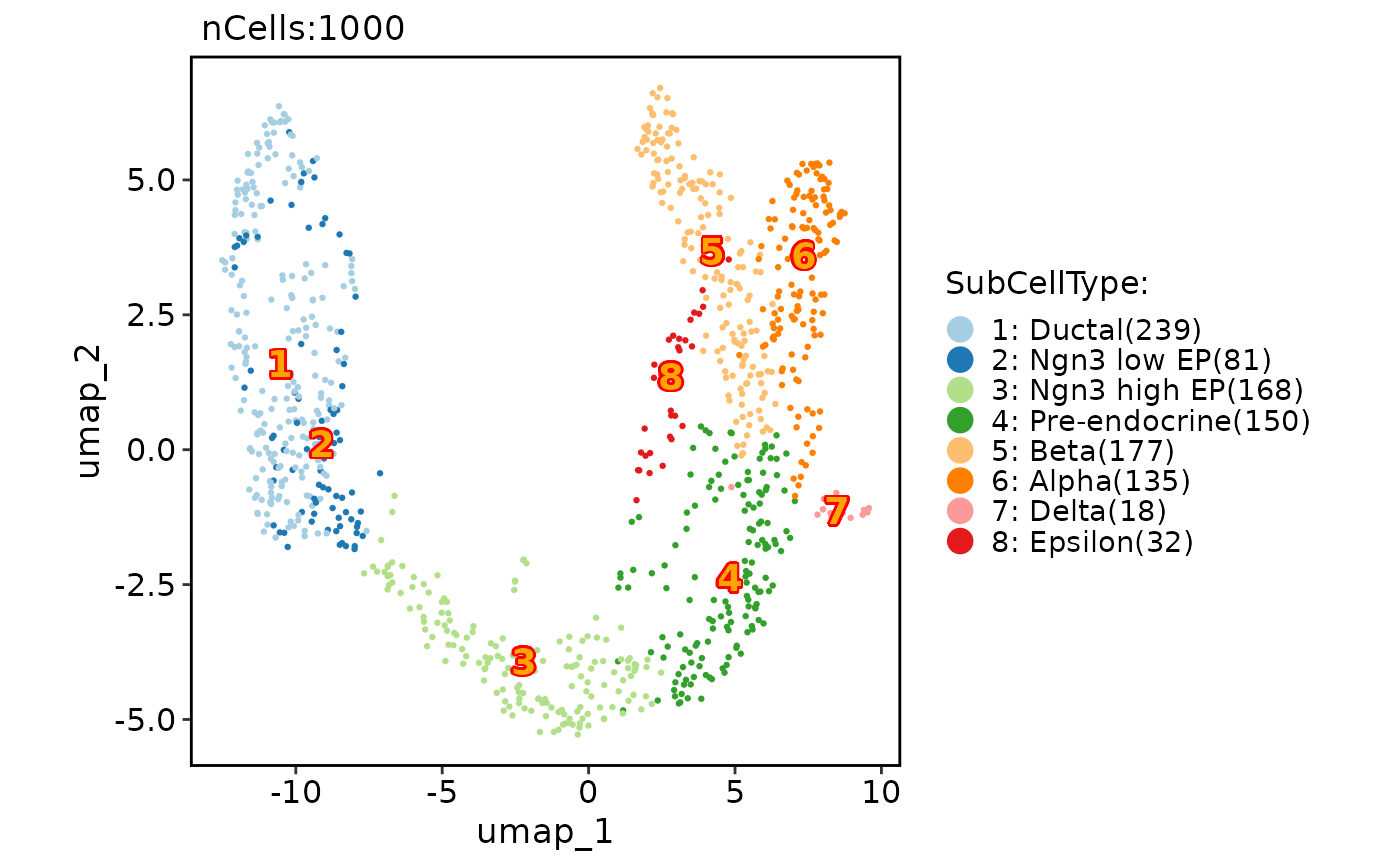 nCells:1000
5.0
2.5
0.0
-2.5
-5.0
umap_2
-10
-5
0
5
10
umap_1
1
2
3
4
5
6
7
8
SubCellType:
1: Ductal(239)
2: Ngn3 low EP(81)
3: Ngn3 high EP(168)
4: Pre-endocrine(150)
5: Beta(177)
6: Alpha(135)
7: Delta(18)
8: Epsilon(32)